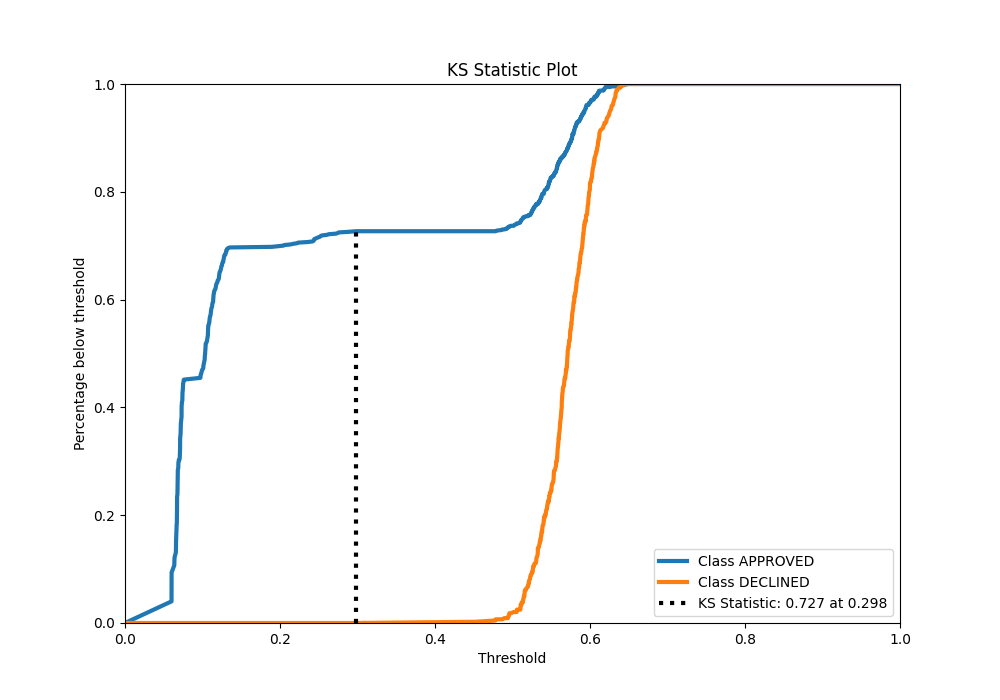 KS Statistic Plot
1.0
0.8
0.6
0.4
0.2
0.0
Percentage below threshold
0.0 0.2 0.4 0.6 0.8 1.0
Threshold
Class APPROVED
Class DECLINED
KS Statistic: 0.727 at 0.298